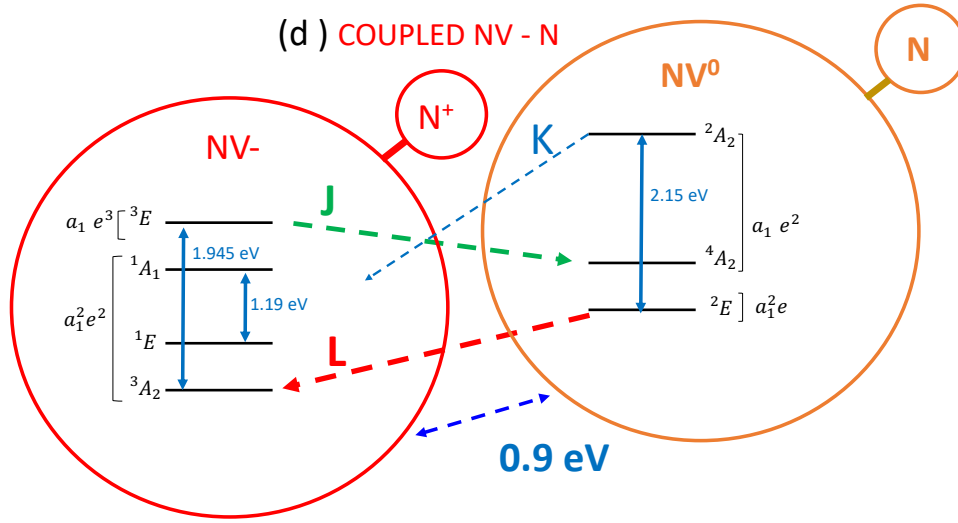 (d ) COUPLED NV - N
N
NV⁰
N⁺
NV-
K
²A₂
J
2.15 eV
a₁ e³ [ ³E
a₁ e²
1.945 eV
⁴A₂
¹A₁
1.19 eV
²E ] a₁²e
a₁²e²
¹E
L
³A₂
0.9 eV